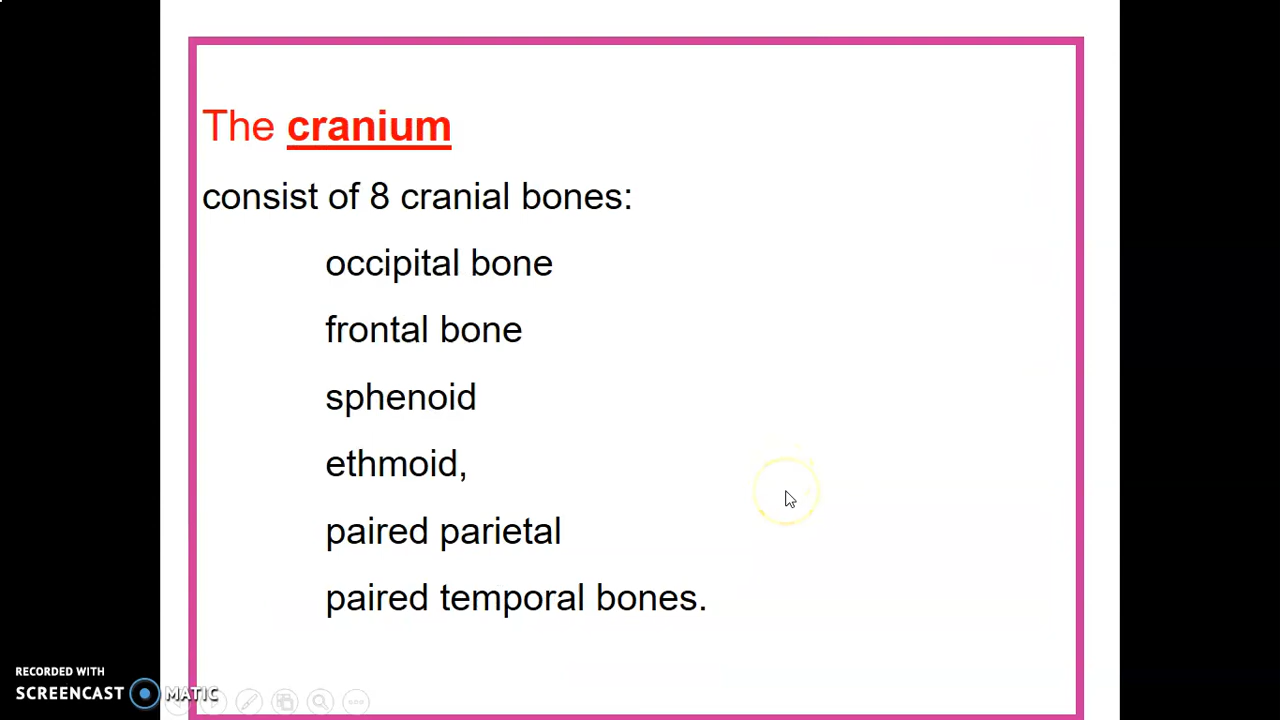 The cranium
consist of 8 cranial bones:
occipital bone
frontal bone
sphenoid
ethmoid,
paired parietal
paired temporal bones.
RECORDED WITH
SCREENCAST MATIC